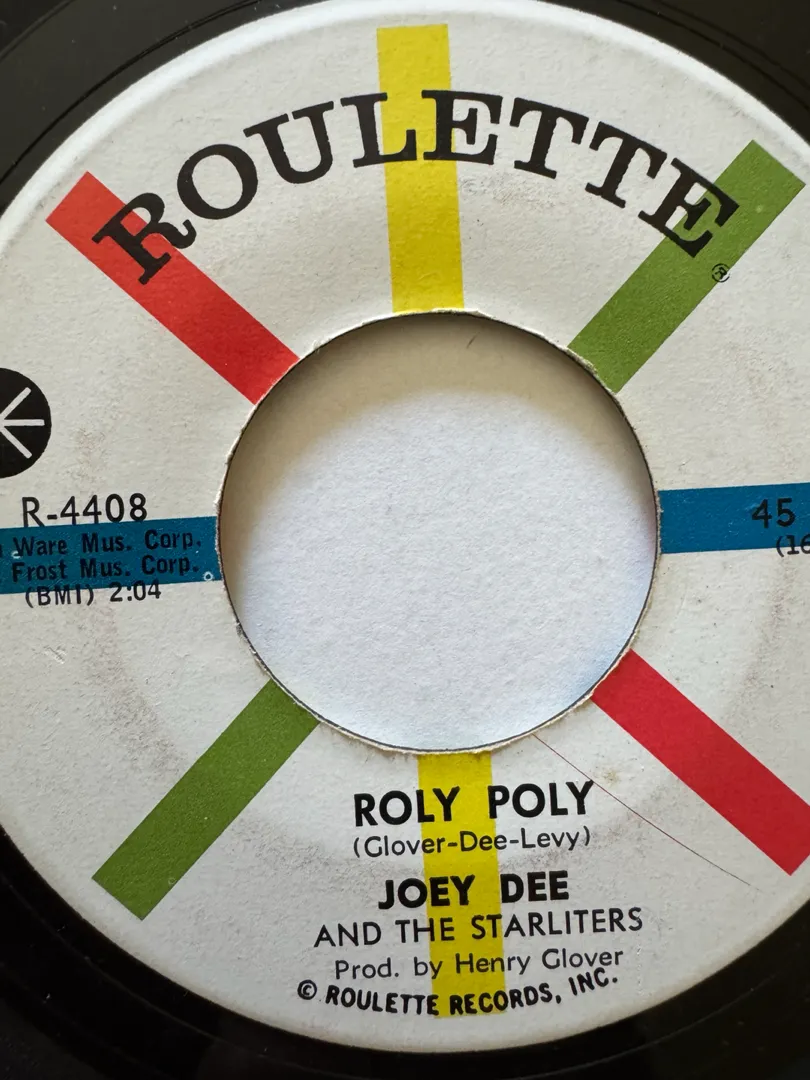 ROULETTE®
R-4408
Ware Mus. Corp.
Frost Mus. Corp.
(BMI) 2:04
45
ROLY POLY
(Glover-Dee-Levy)
JOEY DEE
AND THE STARLITERS
Prod. by Henry Glover
© ROULETTE RECORDS, INC.